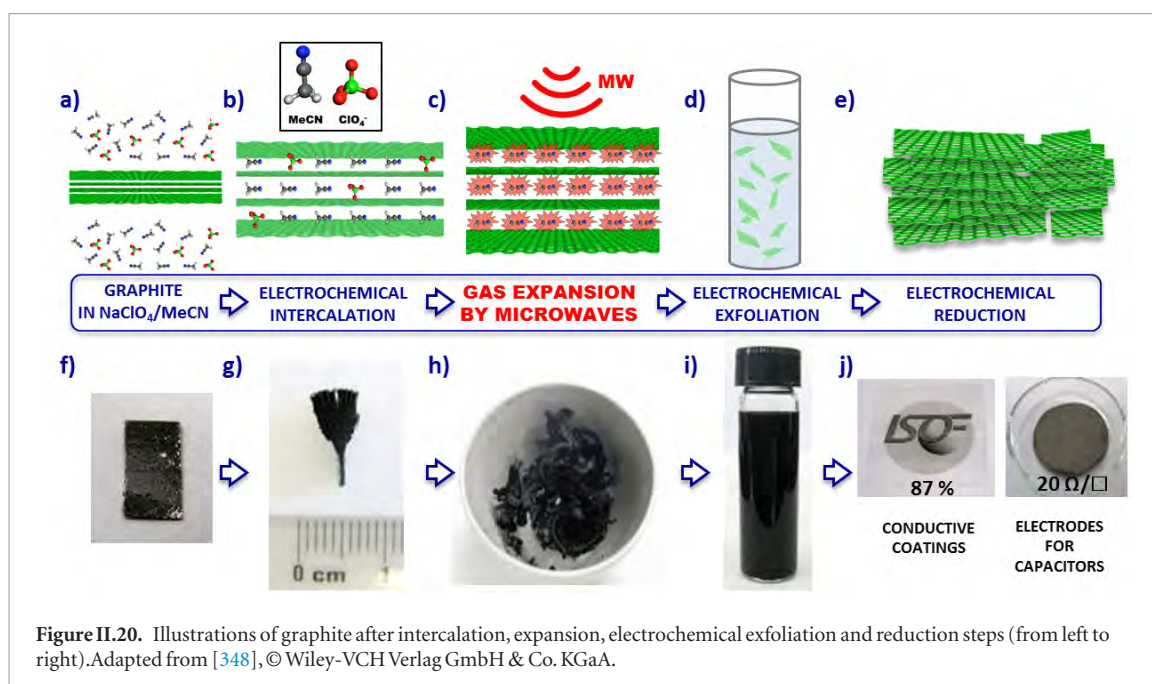 a)
b)
MeCN
ClO₄⁻
c)
MW
d)
e)
GRAPHITE
IN NaClO₄/MeCN
ELECTROCHEMICAL
INTERCALATION
GAS EXPANSION
BY MICROWAVES
ELECTROCHEMICAL
EXFOLIATION
ELECTROCHEMICAL
REDUCTION
f)
g)
0 cm 1
h)
i)
j)
ISOF
87 %
20 Ω/□
CONDUCTIVE
COATINGS
ELECTRODES
FOR
CAPACITORS
Figure II.20. Illustrations of graphite after intercalation, expansion, electrochemical exfoliation and reduction steps (from left to
right).Adapted from [348], © Wiley-VCH Verlag GmbH & Co. KGaA.